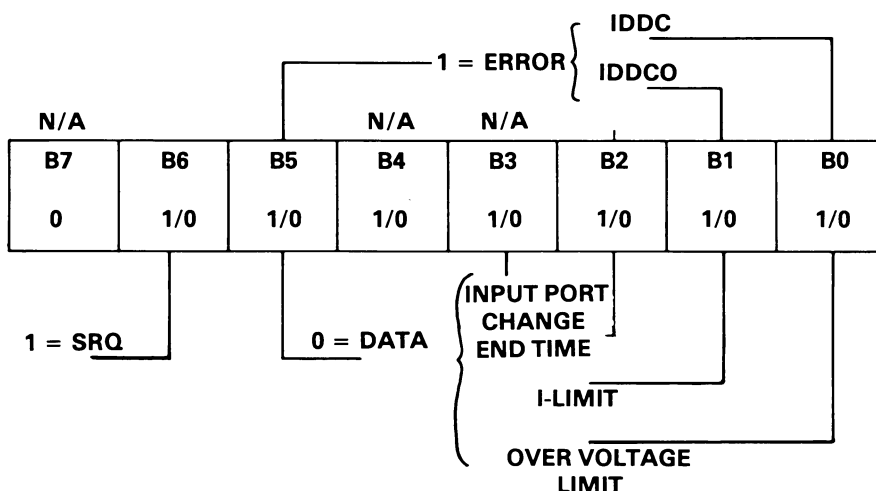 IDDC
1 = ERROR
IDDCO
N/A N/A N/A
B7 B6 B5 B4 B3 B2 B1 B0
0 1/0 1/0 1/0 1/0 1/0 1/0 1/0
INPUT PORT
CHANGE
1 = SRQ 0 = DATA END TIME
I-LIMIT
OVER VOLTAGE
LIMIT